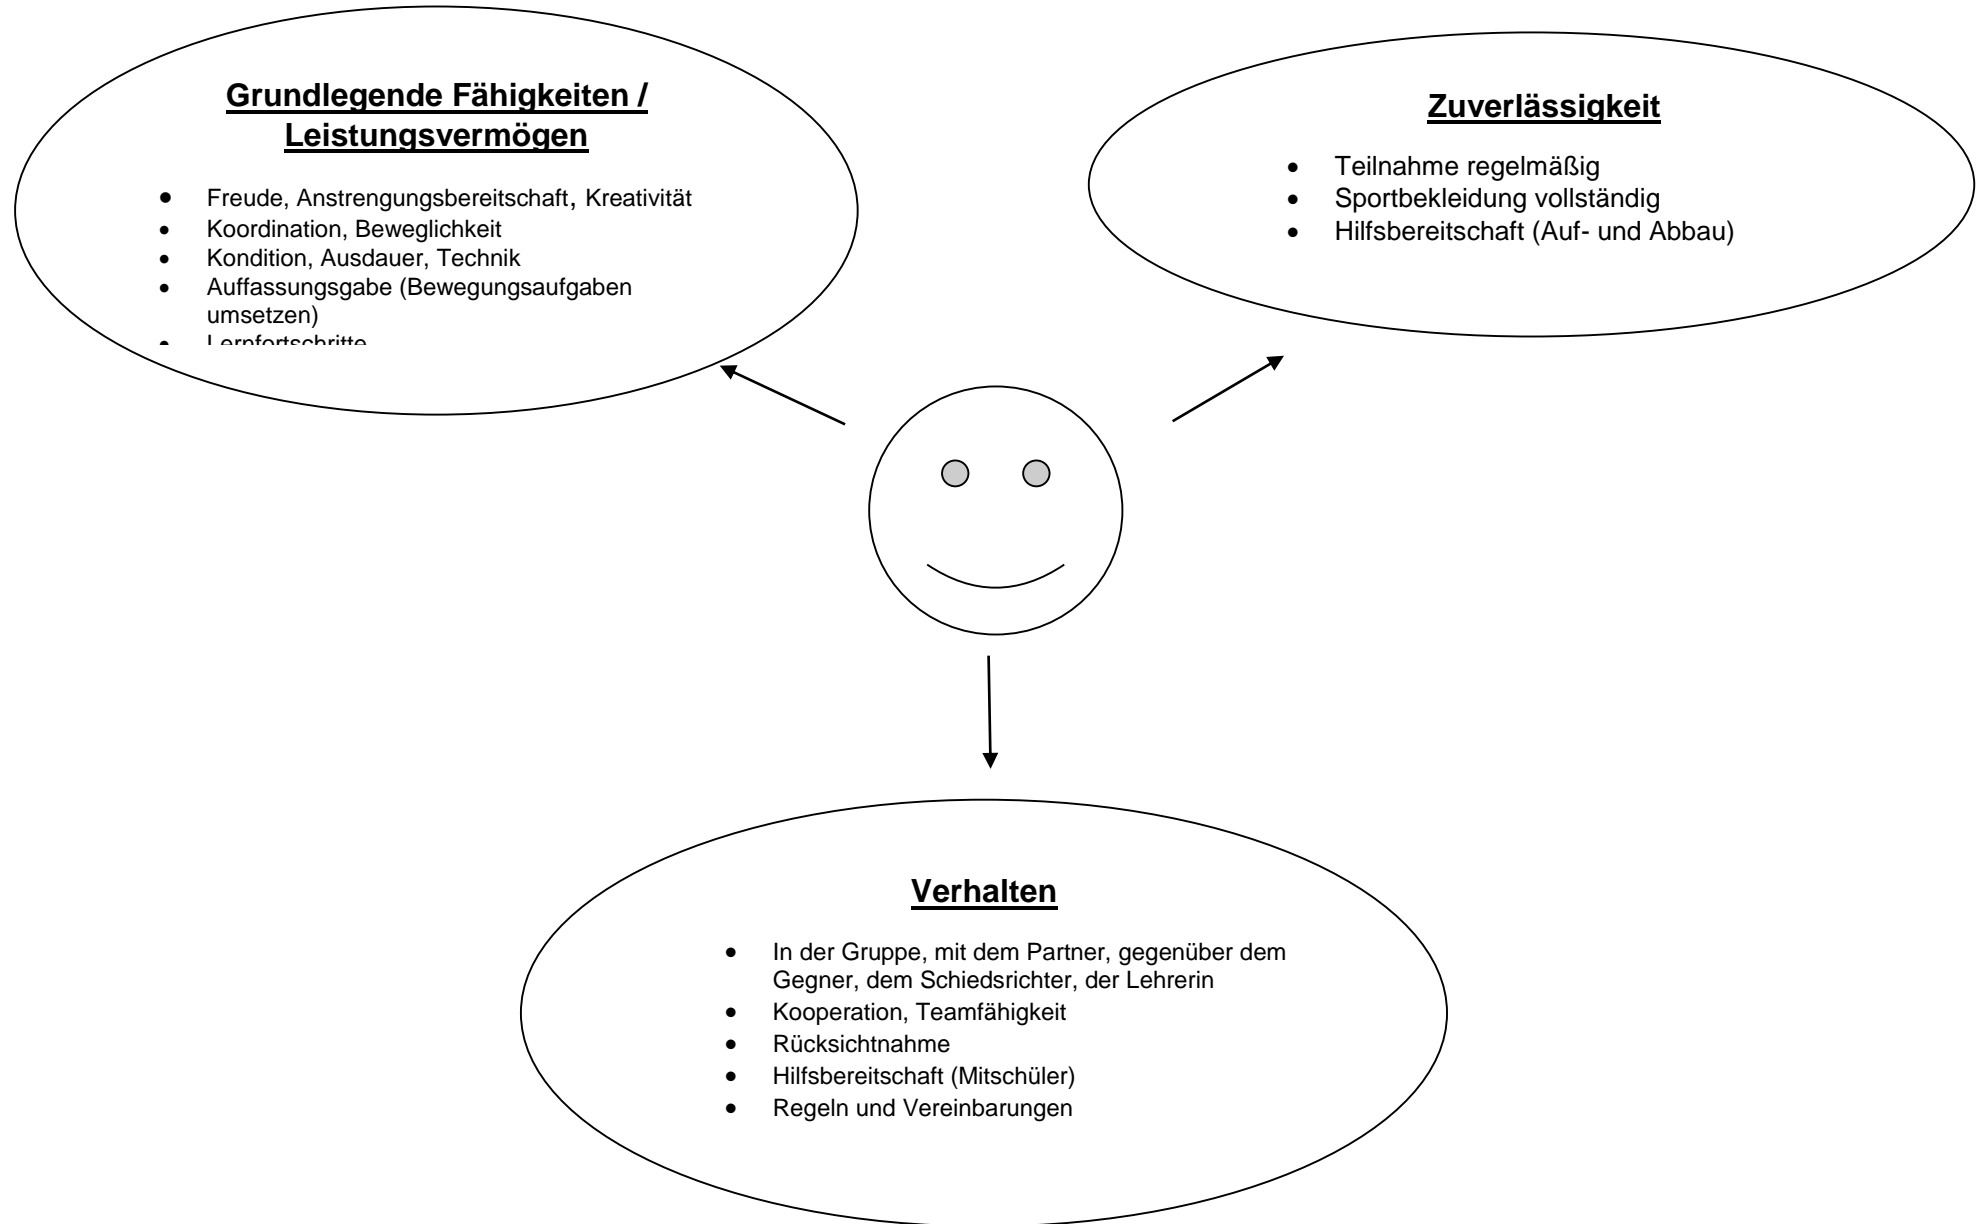 Grundlegende Fähigkeiten /
Leistungsvermögen
• Freude, Anstrengungsbereitschaft, Kreativität
• Koordination, Beweglichkeit
• Kondition, Ausdauer, Technik
• Auffassungsgabe (Bewegungsaufgaben
umsetzen)
• Lernfortschritte
Zuverlässigkeit
• Teilnahme regelmäßig
• Sportbekleidung vollständig
• Hilfsbereitschaft (Auf- und Abbau)
Verhalten
• In der Gruppe, mit dem Partner, gegenüber dem
Gegner, dem Schiedsrichter, der Lehrerin
• Kooperation, Teamfähigkeit
• Rücksichtnahme
• Hilfsbereitschaft (Mitschüler)
• Regeln und Vereinbarungen